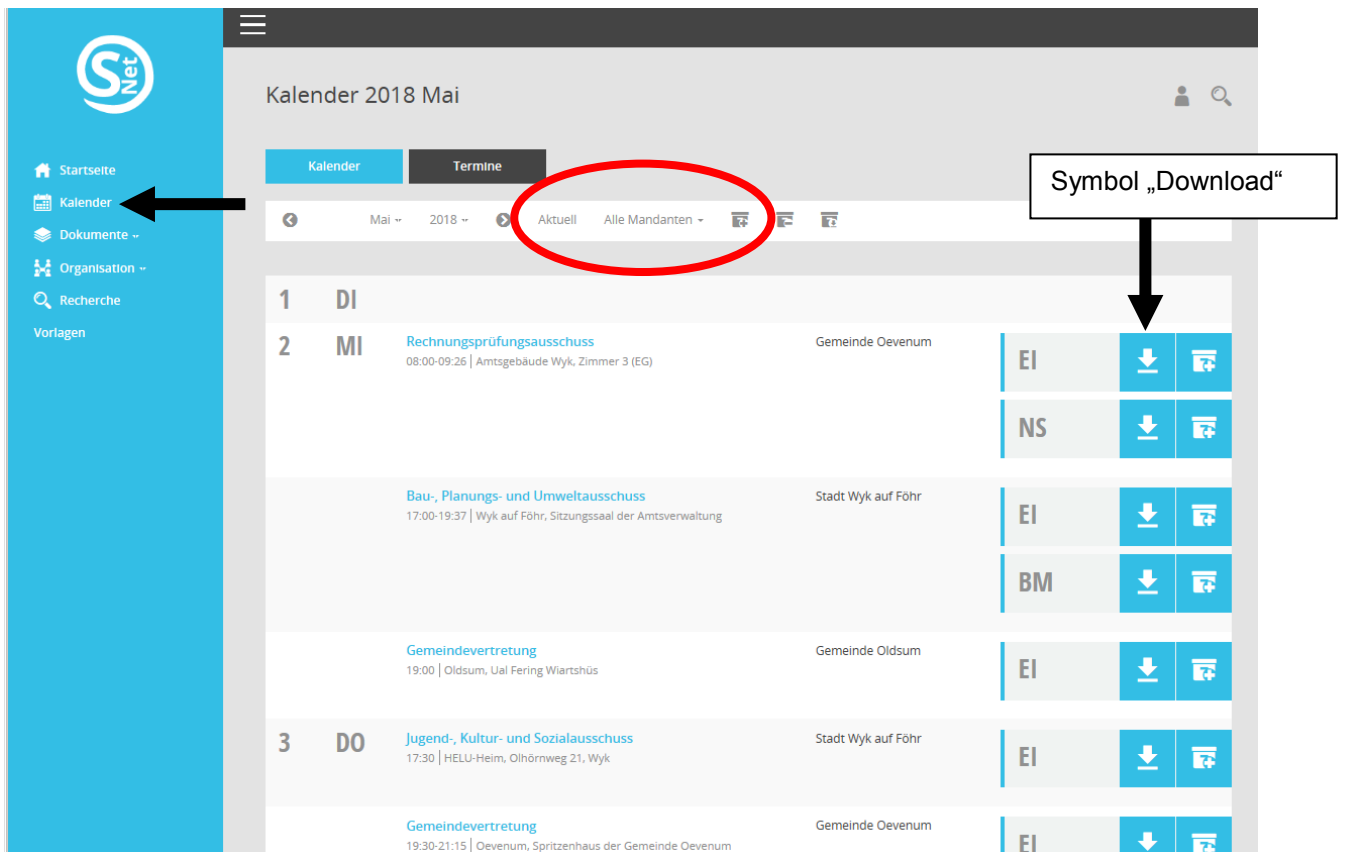 S Net
Kalender 2018 Mai
Startseite
Kalender
Dokumente
Organisation
Recherche
Vorlagen
Kalender Termine
Symbol „Download“
Mai 2018 Aktuell Alle Mandanten
1 DI
2 MI Rechnungsprüfungsausschuss Gemeinde Oevenum
08:00-09:26 | Amtsgebäude Wyk, Zimmer 3 (EG)
EI
NS
Bau-, Planungs- und Umweltausschuss Stadt Wyk auf Föhr
17:00-19:37 | Wyk auf Föhr, Sitzungssaal der Amtsverwaltung
EI
BM
Gemeindevertretung Gemeinde Oldsum
19:00 | Oldsum, Ual Fering Wiartshüs
EI
3 DO Jugend-, Kultur- und Sozialausschuss Stadt Wyk auf Föhr
17:30 | HELU-Heim, Olhörnweg 21, Wyk
EI
Gemeindevertretung Gemeinde Oevenum
19:30-21:15 | Oevenum, Spritzenhaus der Gemeinde Oevenum
EI